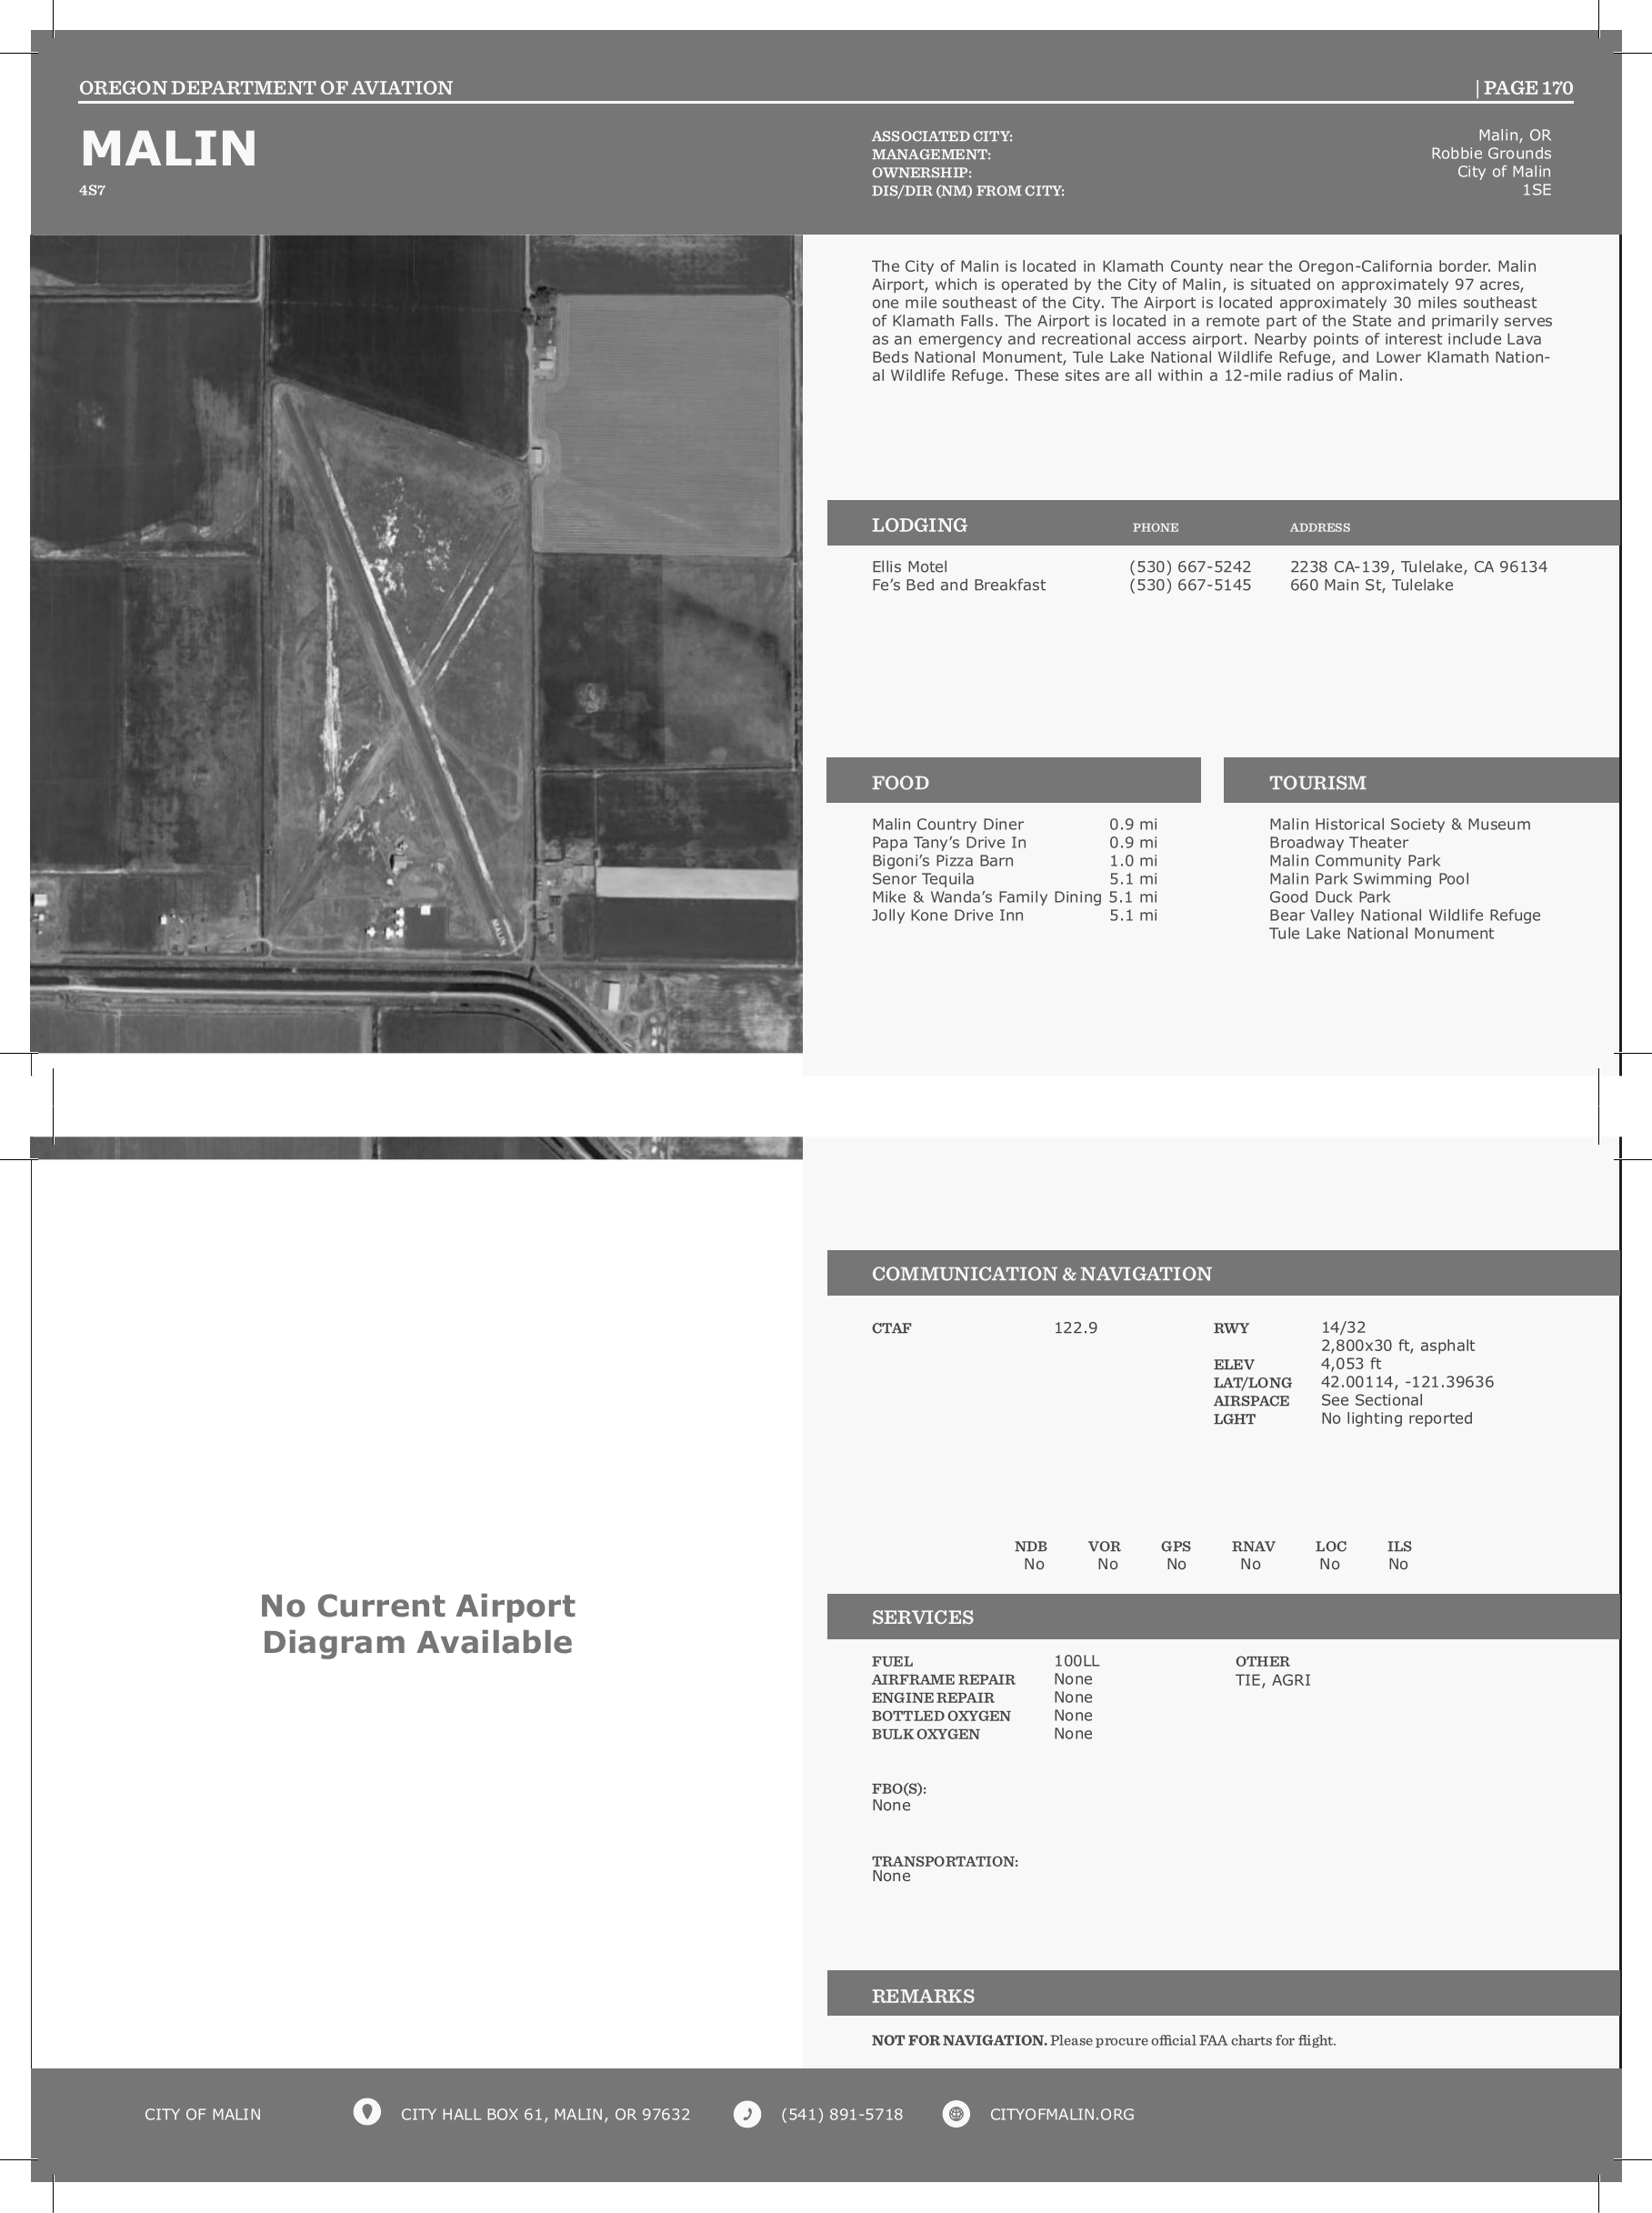 OREGON DEPARTMENT OF AVIATION
| PAGE 170
MALIN
4S7
ASSOCIATED CITY: Malin, OR
MANAGEMENT: Robbie Grounds
OWNERSHIP: City of Malin
DIS/DIR (NM) FROM CITY: 1SE
MALIN
The City of Malin is located in Klamath County near the Oregon-California border. Malin
Airport, which is operated by the City of Malin, is situated on approximately 97 acres,
one mile southeast of the City. The Airport is located approximately 30 miles southeast
of Klamath Falls. The Airport is located in a remote part of the State and primarily serves
as an emergency and recreational access airport. Nearby points of interest include Lava
Beds National Monument, Tule Lake National Wildlife Refuge, and Lower Klamath Nation-
al Wildlife Refuge. These sites are all within a 12-mile radius of Malin.
LODGING PHONE ADDRESS
Ellis Motel (530) 667-5242 2238 CA-139, Tulelake, CA 96134
Fe’s Bed and Breakfast (530) 667-5145 660 Main St, Tulelake
FOOD
Malin Country Diner 0.9 mi
Papa Tany’s Drive In 0.9 mi
Bigoni’s Pizza Barn 1.0 mi
Senor Tequila 5.1 mi
Mike & Wanda’s Family Dining 5.1 mi
Jolly Kone Drive Inn 5.1 mi
TOURISM
Malin Historical Society & Museum
Broadway Theater
Malin Community Park
Malin Park Swimming Pool
Good Duck Park
Bear Valley National Wildlife Refuge
Tule Lake National Monument
No Current Airport
Diagram Available
COMMUNICATION & NAVIGATION
CTAF 122.9
RWY 14/32
2,800x30 ft, asphalt
ELEV 4,053 ft
LAT/LONG 42.00114, -121.39636
AIRSPACE See Sectional
LGHT No lighting reported
NDB VOR GPS RNAV LOC ILS
No No No No No No
SERVICES
FUEL 100LL
AIRFRAME REPAIR None
ENGINE REPAIR None
BOTTLED OXYGEN None
BULK OXYGEN None
OTHER
TIE, AGRI
FBO(S):
None
TRANSPORTATION:
None
REMARKS
NOT FOR NAVIGATION. Please procure official FAA charts for flight.
CITY OF MALIN CITY HALL BOX 61, MALIN, OR 97632 (541) 891-5718 CITYOFMALIN.ORG